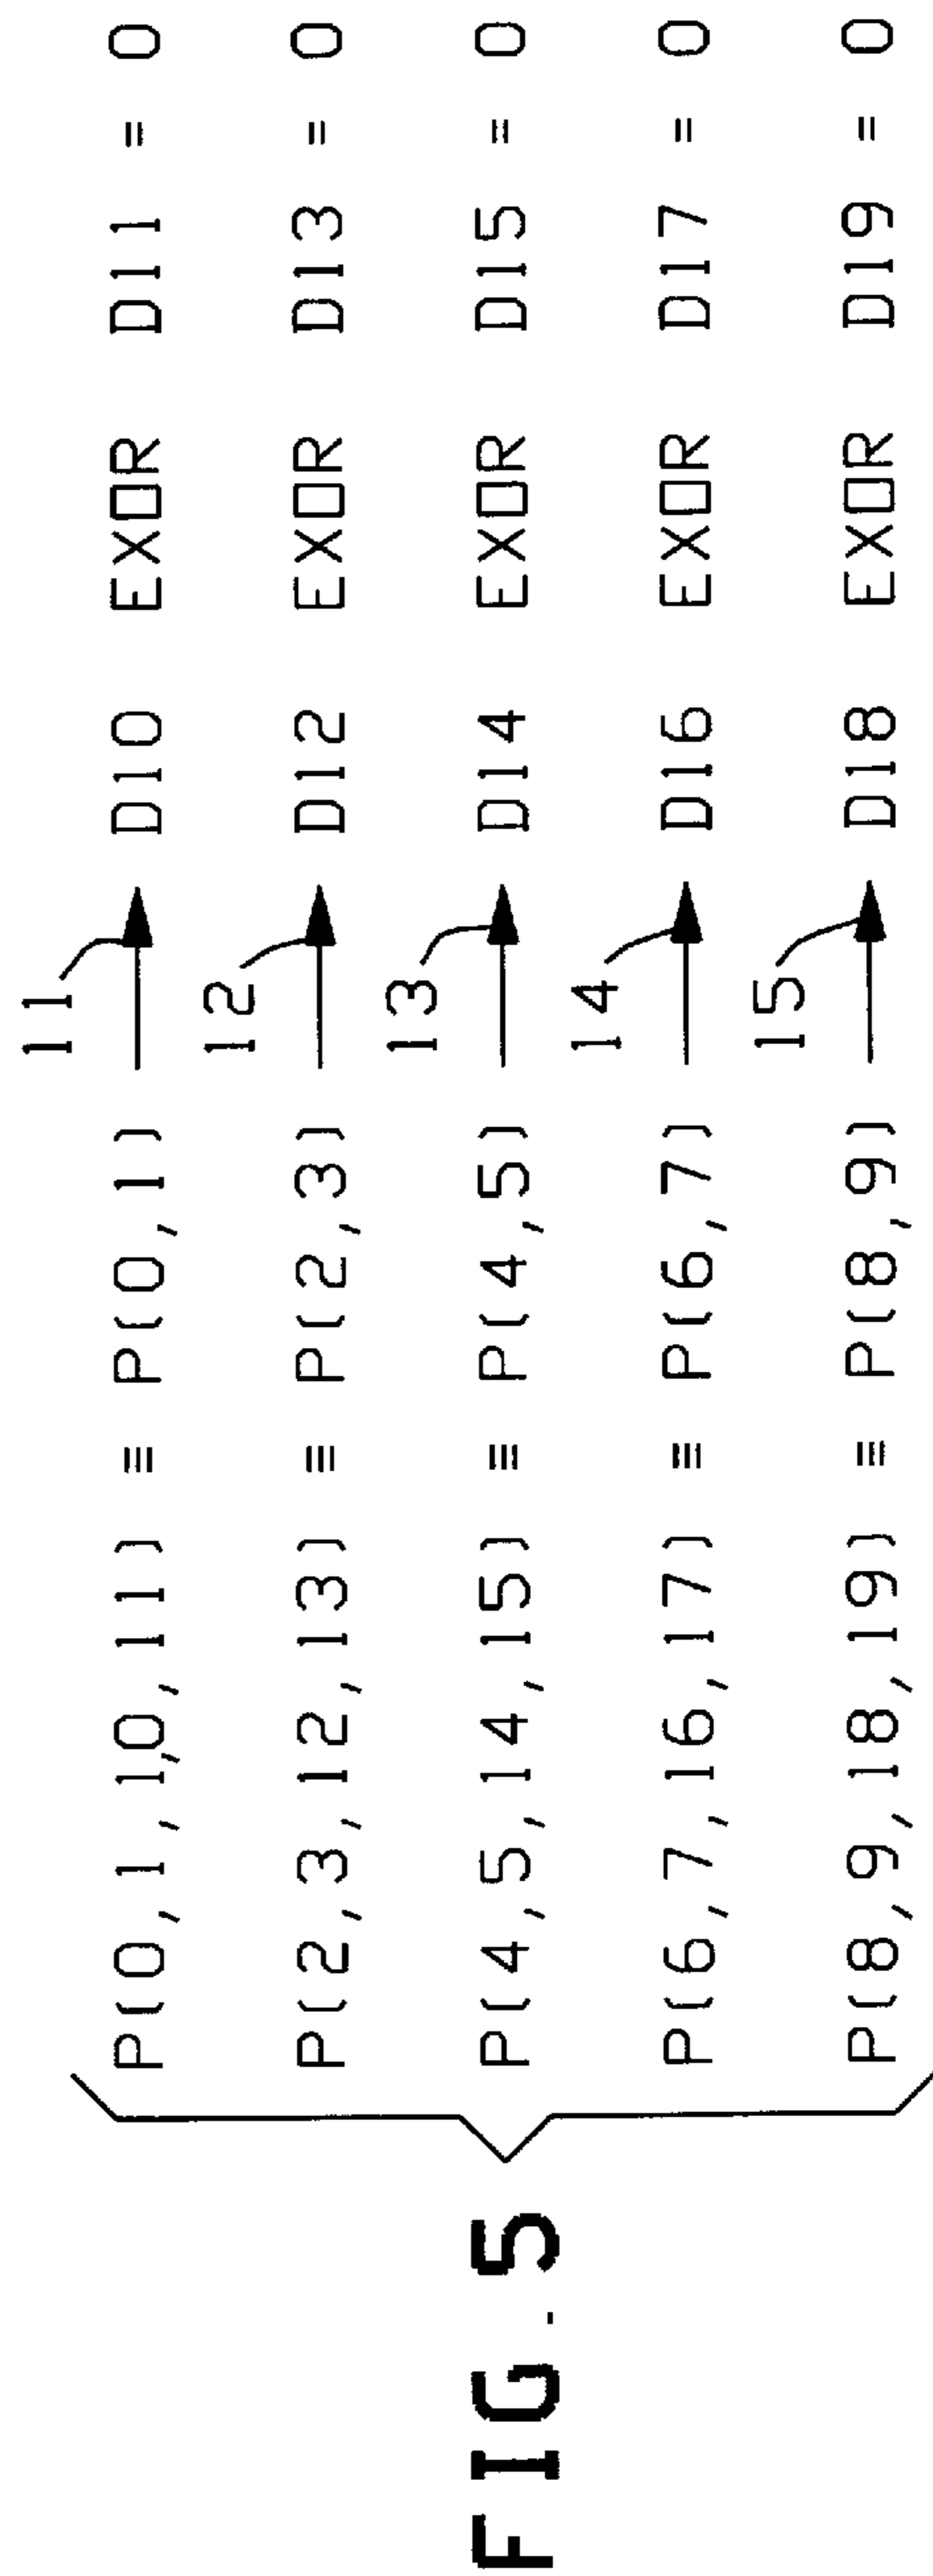 11
P(0,1,1,0,11) ≡ P(0,1) → D10 EXOR D11 = 0
12
P(2,3,12,13) ≡ P(2,3) → D12 EXOR D13 = 0
13
P(4,5,14,15) ≡ P(4,5) → D14 EXOR D15 = 0
14
P(6,7,16,17) ≡ P(6,7) → D16 EXOR D17 = 0
15
P(8,9,18,19) ≡ P(8,9) → D18 EXOR D19 = 0
FIG.5